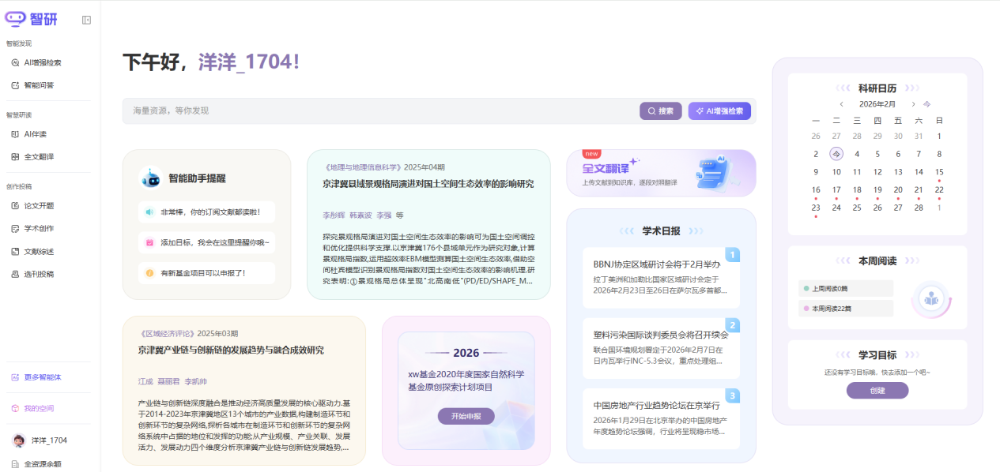 智研
智能发现
AI增强检索
智能问答
智慧研读
AI伴读
全文翻译
创作投稿
论文开题
学术创作
文献综述
选刊投稿
更多智能体
我的空间
洋洋_1704
全资源余额
下午好，洋洋_1704！
海量资源，等你发现
搜索
AI增强检索
智能助手提醒
非常棒，你的订阅文献都读啦！
添加目标，我会在这里提醒你哦~
有新基金项目可以申报了！
《地理与地理信息科学》2025年04期
京津冀县域景观格局演进对国土空间生态效率的影响研究
李彤辉 韩素波 李强 等
探究景观格局演进对国土空间生态效率的影响可为国土空间调控
和优化提供科学支撑.以京津冀176个县域单元作为研究对象,计算
景观格局指数,运用超效率EBM模型测算国土空间生态效率,借助空
间杜宾模型识别景观格局指数对国土空间生态效率的影响机理.研
究表明:①景观格局总体呈现"北高南低"(PD/ED/SHAPE_M...
《区域经济评论》2025年03期
京津冀产业链与创新链的发展趋势与融合成效研究
江成 聂丽君 李凯帅
产业链与创新链深度融合是推动经济高质量发展的核心驱动力.基
于2014-2023年京津冀地区13个城市的产业数据,构建制造环节和
创新环节的复杂网络,探析各城市在制造环节和创新环节的复杂网
络系统中占据的地位和发挥的功能;从产业规模、产业关联、发展
活力、发展动力四个维度分析京津冀产业链与创新链发展趋势,...
2026
xw基金2020年度国家自然科学
基金原创探索计划项目
开始申报
new
全文翻译
上传文献到知识库，逐段对照翻译
AI
学术日报
1
BBNJ协定区域研讨会将于2月举办
拉丁美洲和加勒比国家区域研讨会定于
2026年2月23日至26日在萨尔瓦多首都...
2
塑料污染国际谈判委员会将召开续会
联合国环境规划署定于2026年2月7日在
日内瓦举行INC-5.3会议，重点处理组...
3
中国房地产行业趋势论坛在京举行
2026年1月29日在北京举办的中国房地产
年度趋势论坛强调，行业将呈现稳市场...
科研日历
2026年2月
一 二 三 四 五 六 日
26 27 28 29 30 31 1
2 今 4 5 6 7 8
9 10 11 12 13 14 15
16 17 18 19 20 21 22
23 24 25 26 27 28 1
本周阅读
上周阅读0篇
本周阅读22篇
学习目标
还没有学习目标哦，快去添加一个吧~
创建